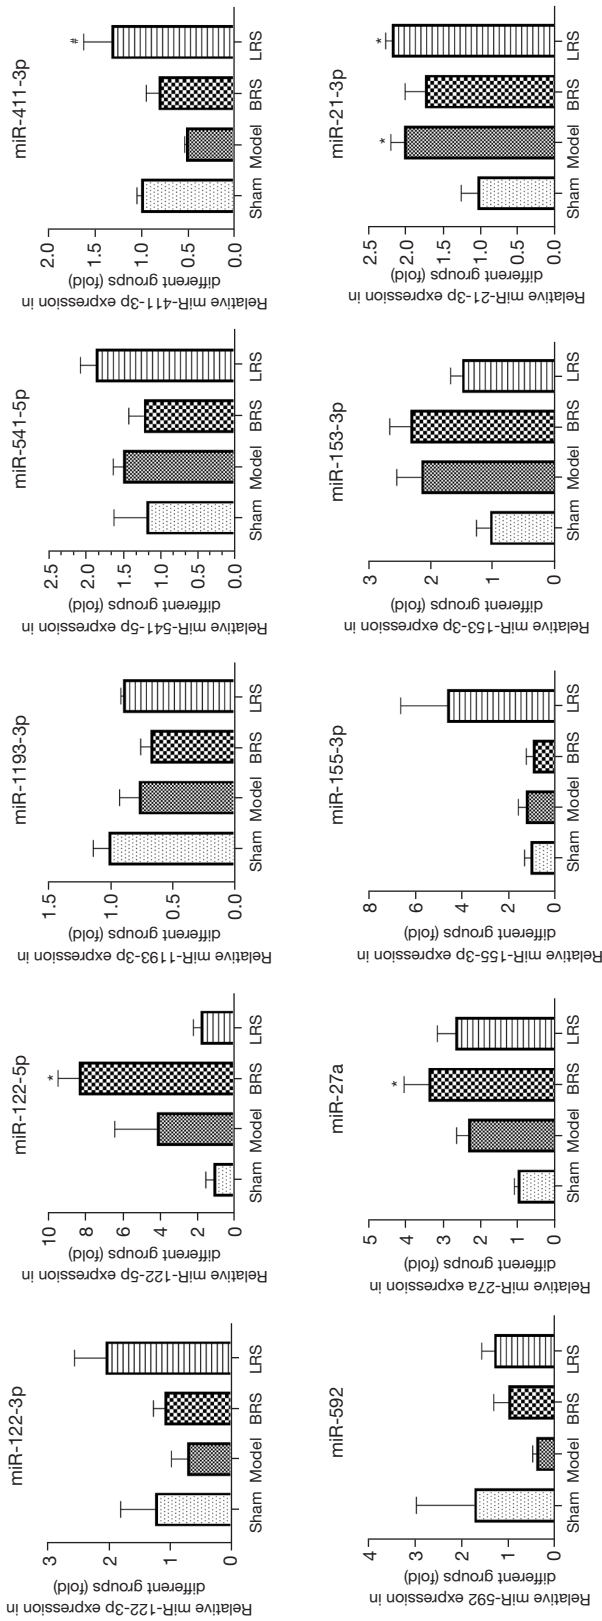 miR-122-3p
Relative miR-122-3p expression in
different groups (fold)
3
2
1
0
Sham Model BRS LRS
miR-122-5p
Relative miR-122-5p expression in
different groups (fold)
*
10
8
6
4
2
0
Sham Model BRS LRS
miR-1193-3p
Relative miR-1193-3p expression in
different groups (fold)
1.5
1.0
0.5
0.0
Sham Model BRS LRS
miR-541-5p
Relative miR-541-5p expression in
different groups (fold)
2.5
2.0
1.5
1.0
0.5
0.0
Sham Model BRS LRS
miR-411-3p
Relative miR-411-3p expression in
different groups (fold)
#
2.0
1.5
1.0
0.5
0.0
Sham Model BRS LRS
miR-592
Relative miR-592 expression in
different groups (fold)
4
3
2
1
0
Sham Model BRS LRS
miR-27a
Relative miR-27a expression in
different groups (fold)
*
5
4
3
2
1
0
Sham Model BRS LRS
miR-155-3p
Relative miR-155-3p expression in
different groups (fold)
8
6
4
2
0
Sham Model BRS LRS
miR-153-3p
Relative miR-153-3p expression in
different groups (fold)
3
2
1
0
Sham Model BRS LRS
miR-21-3p
Relative miR-21-3p expression in
different groups (fold)
* *
2.5
2.0
1.5
1.0
0.5
0.0
Sham Model BRS LRS